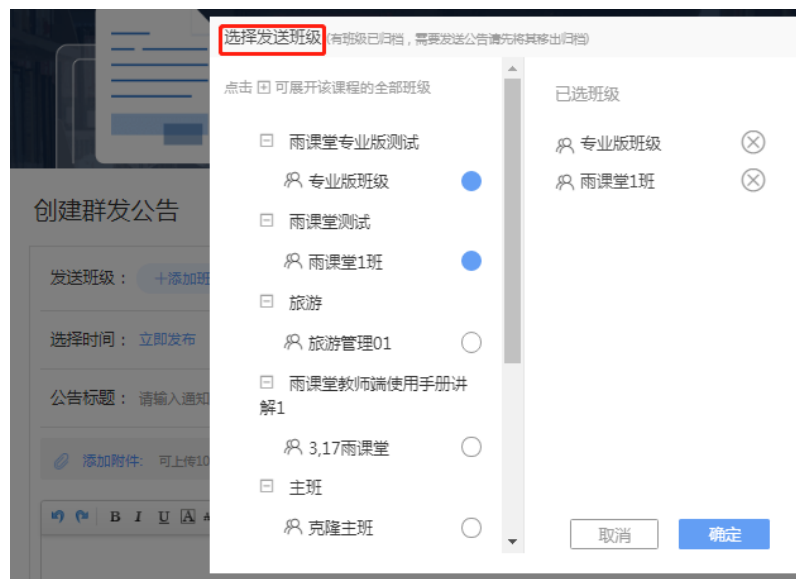 选择发送班级(有班级已归档，需要发送公告请先将其移出归档)
点击 可展开该课程的全部班级
雨课堂专业版测试
专业版班级
雨课堂测试
雨课堂1班
旅游
旅游管理01
雨课堂教师端使用手册讲
解1
3,17雨课堂
主班
克隆主班
已选班级
专业版班级
雨课堂1班
取消
确定
创建群发公告
发送班级：
＋添加班
选择时间：
立即发布
公告标题：
请输入通知
添加附件:
可上传10
B I U A